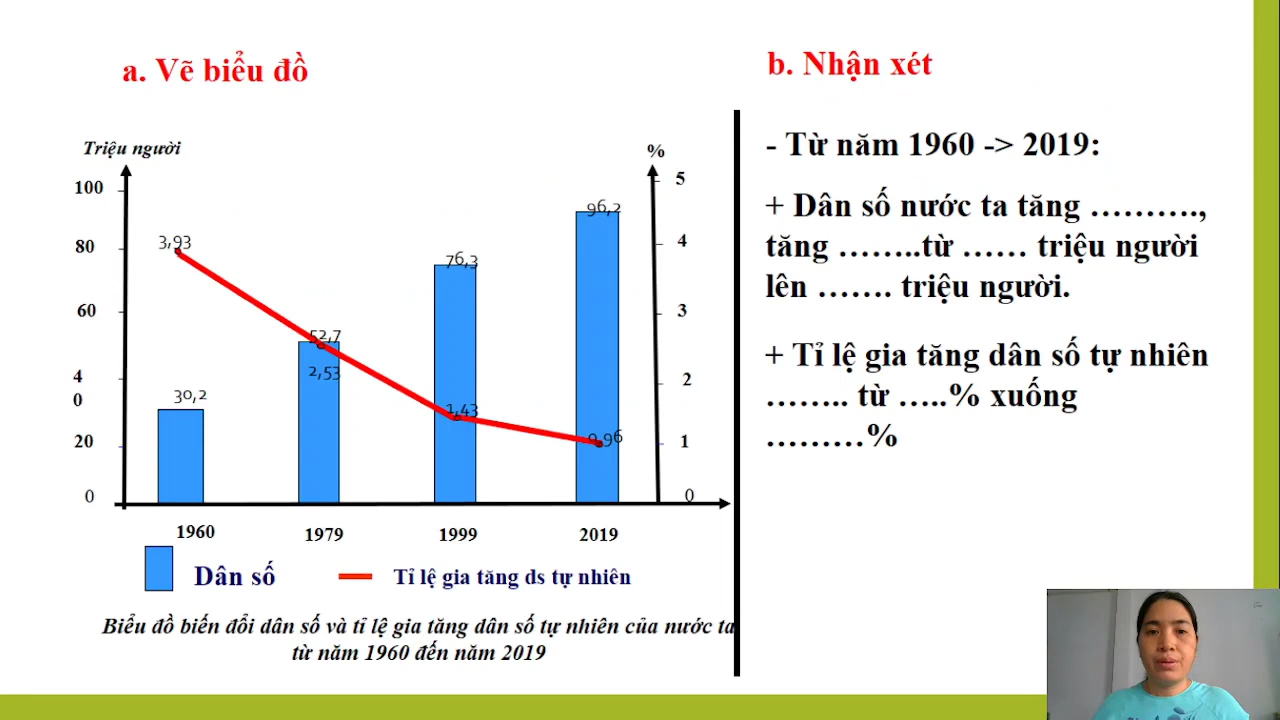 a. Vẽ biểu đồ
Triệu người
%
100
80
60
4
0
20
0
5
4
3
2
1
0
3,93
30,2
52,7
2,53
76,3
1,43
96,2
0,96
1960
1979
1999
2019
Dân số
Tỉ lệ gia tăng ds tự nhiên
Biểu đồ biến đổi dân số và tỉ lệ gia tăng dân số tự nhiên của nước ta
từ năm 1960 đến năm 2019
b. Nhận xét
- Từ năm 1960 -> 2019:
+ Dân số nước ta tăng ……….,
tăng ……..từ …… triệu người
lên ……. triệu người.
+ Tỉ lệ gia tăng dân số tự nhiên
…….. từ …..% xuống
………%